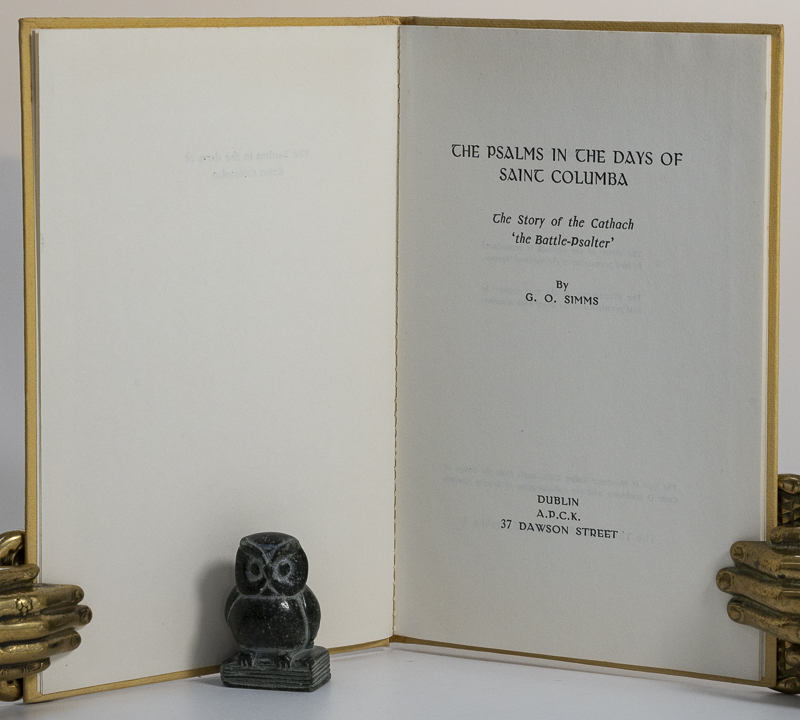 THE PSALMS IN THE DAYS OF
SAINT COLUMBA
The Story of the Cathach
‘the Battle-Psalter’
By
G. O. SIMMS
DUBLIN
A.P.C.K.
37 DAWSON STREET